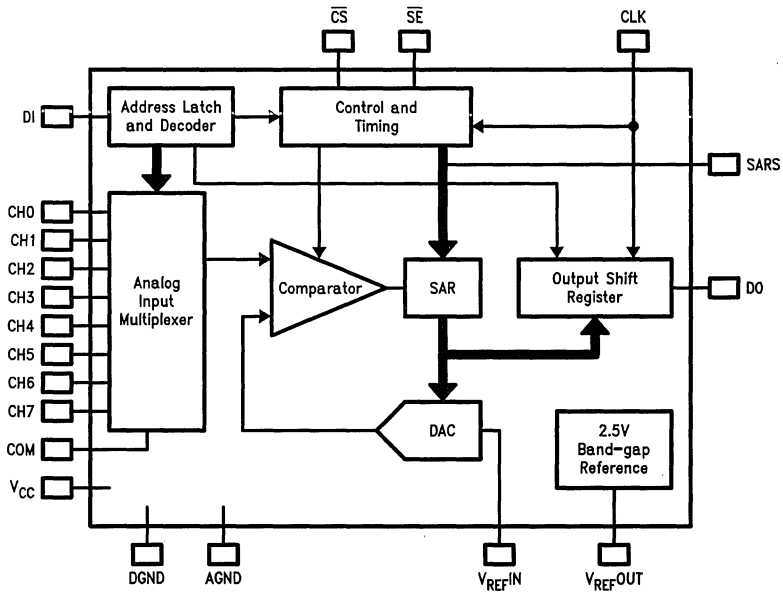 CS
SE
CLK
DI
Address Latch
and Decoder
Control and
Timing
SARS
CH0
CH1
CH2
CH3
CH4
CH5
CH6
CH7
COM
VCC
Analog
Input
Multiplexer
Comparator
SAR
Output Shift
Register
DO
DAC
2.5V
Band-gap
Reference
DGND
AGND
VREFIN
VREFOUT